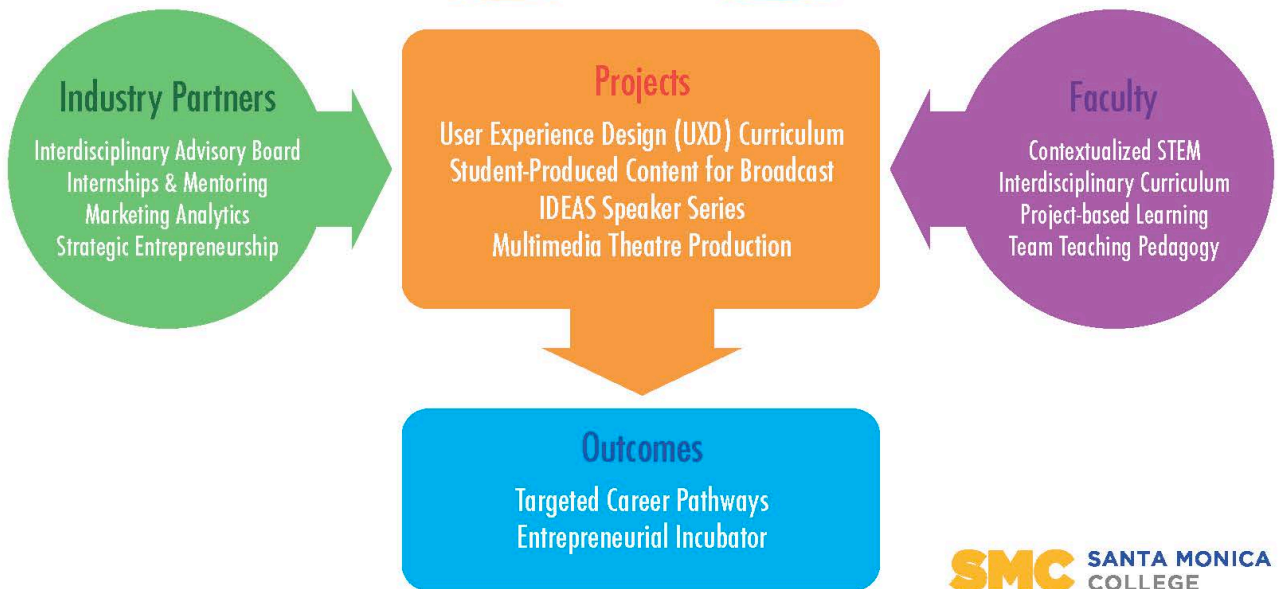 Industry Partners
Interdisciplinary Advisory Board
Internships & Mentoring
Marketing Analytics
Strategic Entrepreneurship
Projects
User Experience Design (UXD) Curriculum
Student-Produced Content for Broadcast
IDEAS Speaker Series
Multimedia Theatre Production
Faculty
Contextualized STEM
Interdisciplinary Curriculum
Project-based Learning
Team Teaching Pedagogy
Outcomes
Targeted Career Pathways
Entrepreneurial Incubator
SMC SANTA MONICA
COLLEGE